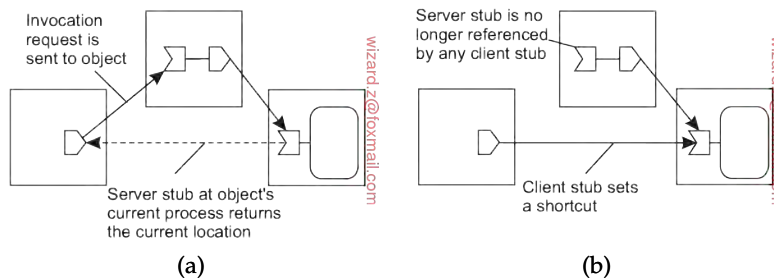 Invocation
request is
sent to object
Server stub at object's
current process returns
the current location
wizard.z@foxmail.com
(a)
Server stub is no
longer referenced
by any client stub
Client stub sets
a shortcut
(b)